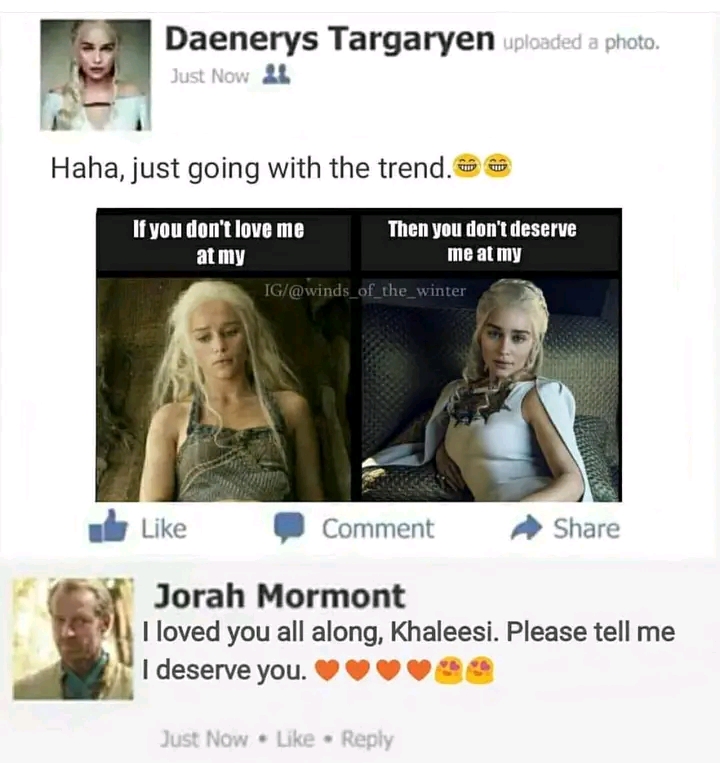 Daenerys Targaryen uploaded a photo.
Just Now
Haha, just going with the trend.😁😁
If you don't love me
at my
Then you don't deserve
me at my
IG/@winds_of_the_winter
Like Comment Share
Jorah Mormont
I loved you all along, Khaleesi. Please tell me
I deserve you. ♥♥♥♥😍😍
Just Now • Like • Reply